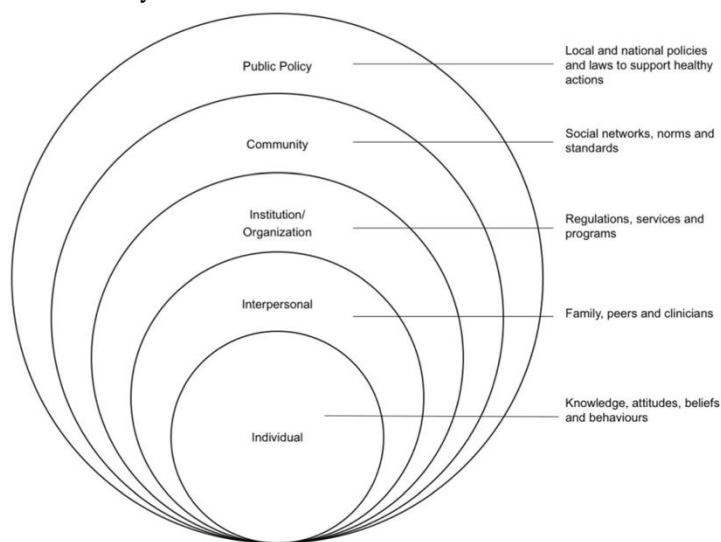 Public Policy
Local and national policies
and laws to support healthy
actions
Community
Social networks, norms and
standards
Institution/
Organization
Regulations, services and
programs
Interpersonal
Family, peers and clinicians
Individual
Knowledge, attitudes, beliefs
and behaviours